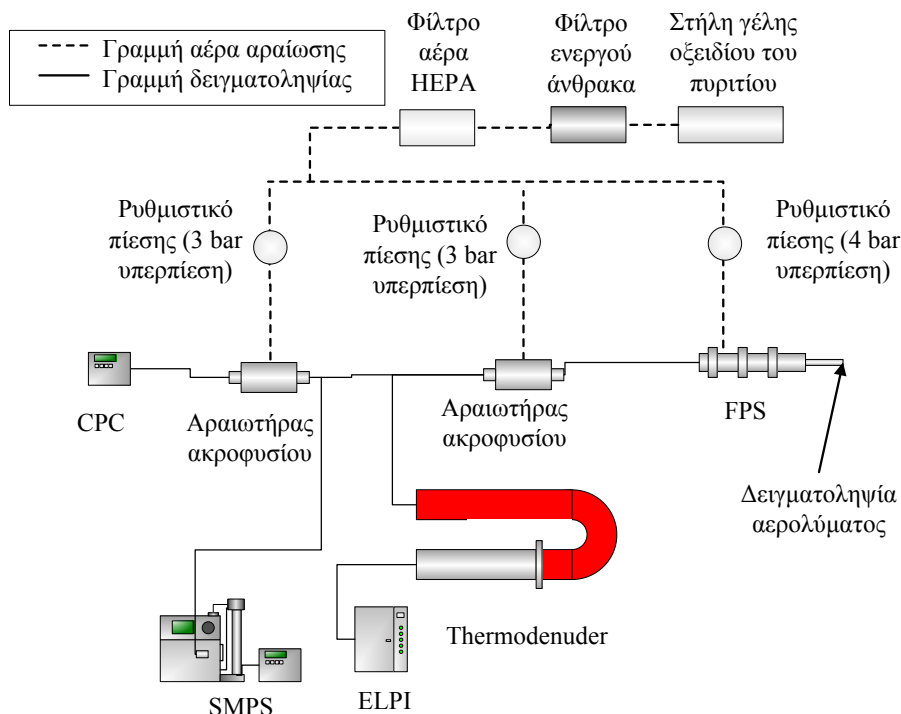 Γραμμή αέρα αραίωσης
Γραμμή δειγματοληψίας
Φίλτρο
αέρα
HEPA
Φίλτρο
ενεργού
άνθρακα
Στήλη γέλης
οξειδίου του
πυριτίου
Ρυθμιστικό
πίεσης (3 bar
υπερπίεση)
Ρυθμιστικό
πίεσης (3 bar
υπερπίεση)
Ρυθμιστικό
πίεσης (4 bar
υπερπίεση)
CPC
Αραιωτήρας
ακροφυσίου
Αραιωτήρας
ακροφυσίου
FPS
Δειγματοληψία
αερολύματος
Thermodenuder
SMPS
ELPI